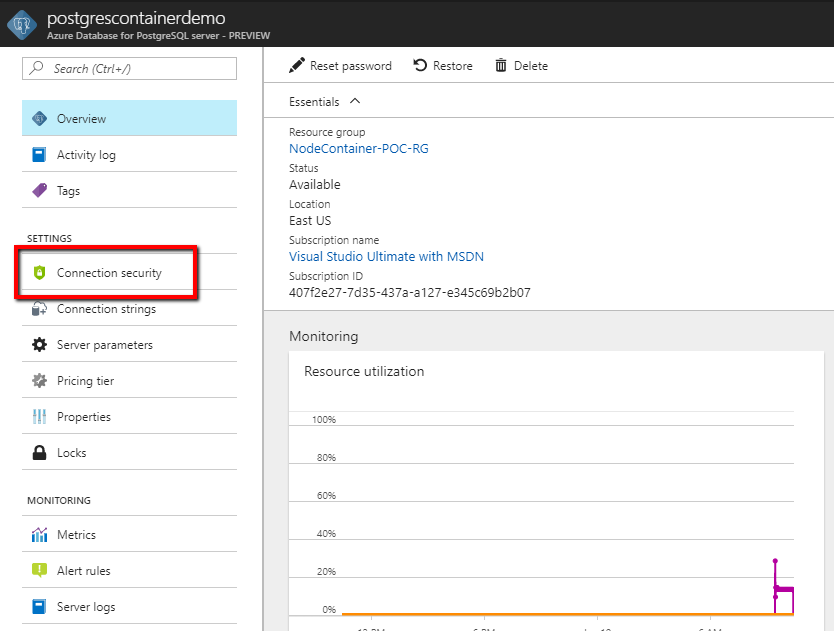 postgrescontainerdemo
Azure Database for PostgreSQL server - PREVIEW
Search (Ctrl+/)
Overview
Activity log
Tags
SETTINGS
Connection security
Connection strings
Server parameters
Pricing tier
Properties
Locks
MONITORING
Metrics
Alert rules
Server logs
Reset password
Restore
Delete
Essentials
Resource group
NodeContainer-POC-RG
Status
Available
Location
East US
Subscription name
Visual Studio Ultimate with MSDN
Subscription ID
407f2e27-7d35-437a-a127-e345c69b2b07
Monitoring
Resource utilization
100%
80%
60%
40%
20%
0%